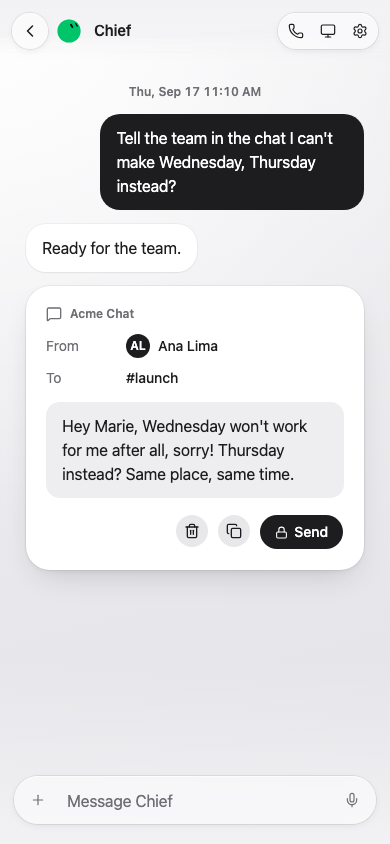 Chief
Thu, Sep 17 11:10 AM
Tell the team in the chat I can't
make Wednesday, Thursday
instead?
Ready for the team.
Acme Chat
From AL Ana Lima
To #launch
Hey Marie, Wednesday won't work
for me after all, sorry! Thursday
instead? Same place, same time.
Send
Message Chief